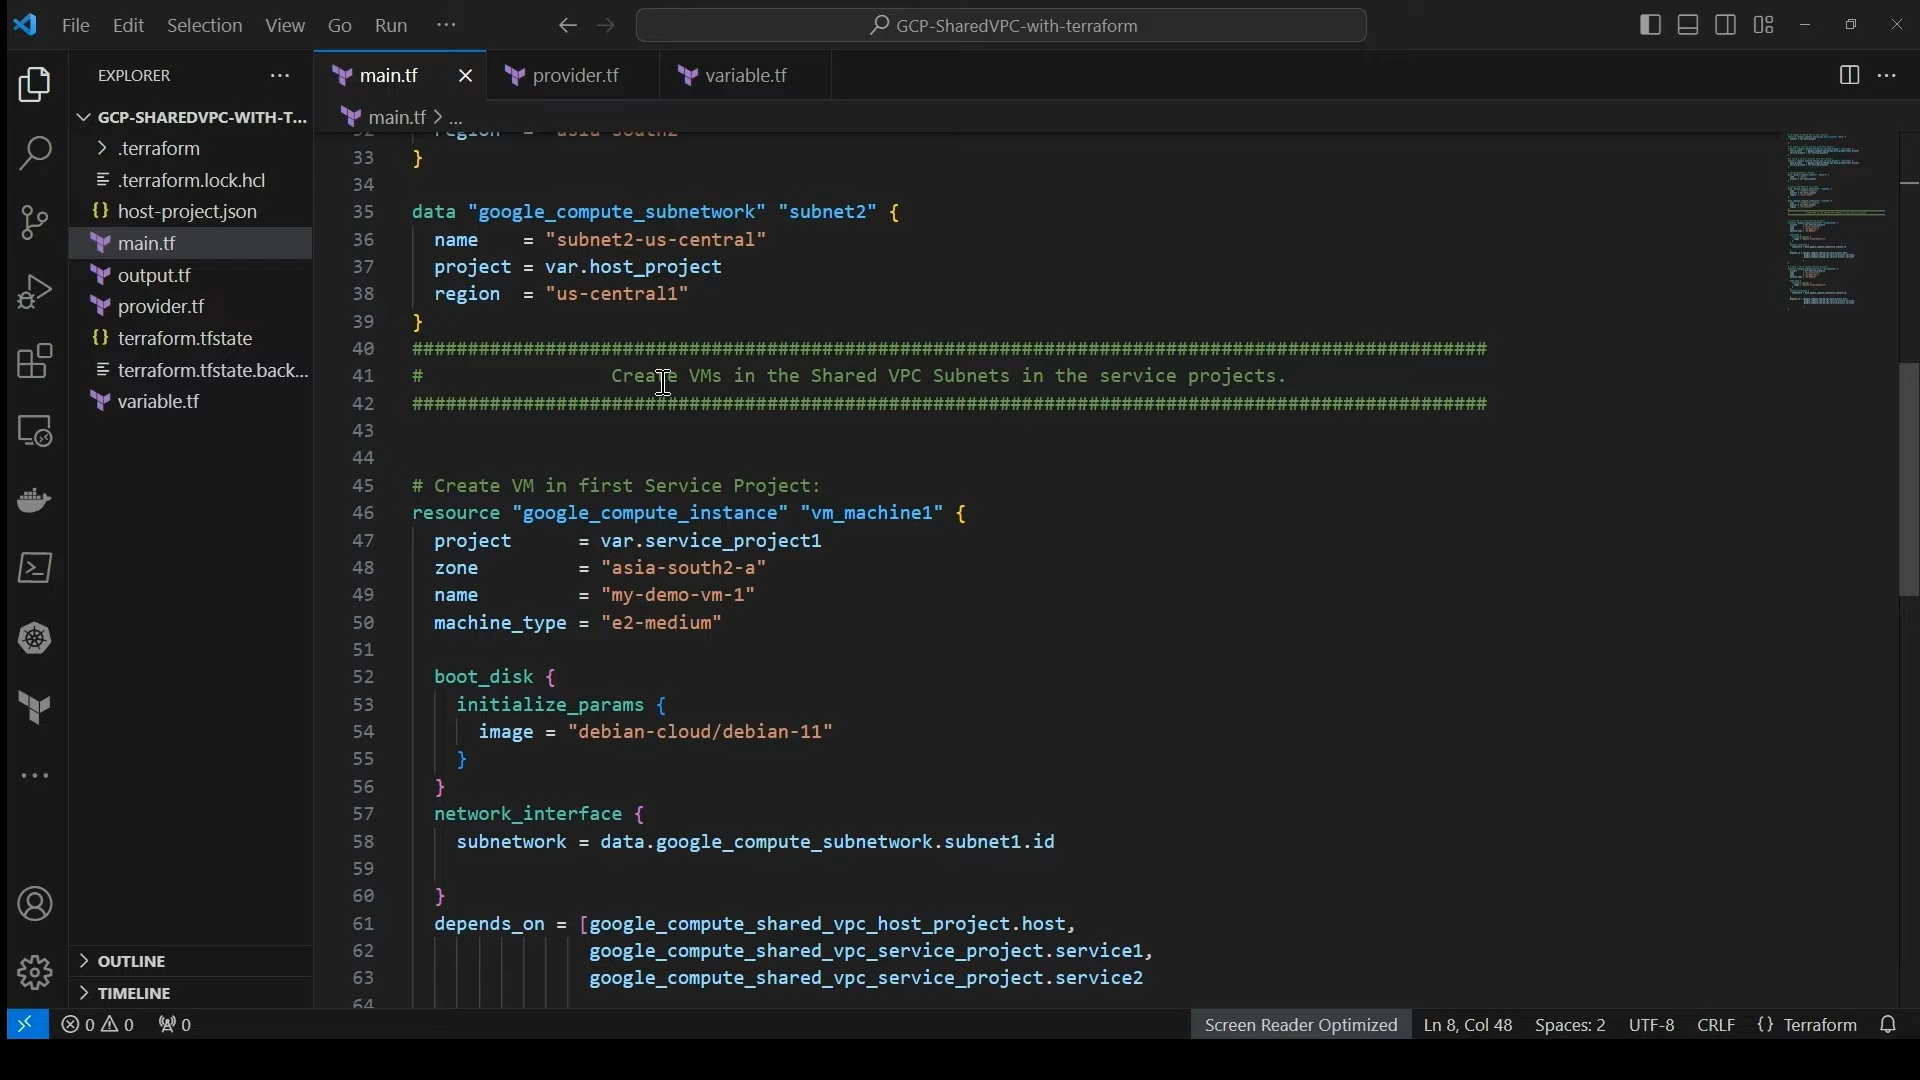 File Edit Selection View Go Run ...
GCP-SharedVPC-with-terraform
EXPLORER
GCP-SHAREDVPC-WITH-T...
.terraform
.terraform.lock.hcl
{} host-project.json
main.tf
output.tf
provider.tf
{} terraform.tfstate
terraform.tfstate.back...
variable.tf
OUTLINE
TIMELINE
main.tf provider.tf variable.tf
main.tf > ...
32 region = "asia-south2"
33 }
34
35 data "google_compute_subnetwork" "subnet2" {
36 name = "subnet2-us-central"
37 project = var.host_project
38 region = "us-central1"
39 }
40 #################################################################################################
41 # Create VMs in the Shared VPC Subnets in the service projects.
42 #################################################################################################
43
44
45 # Create VM in first Service Project:
46 resource "google_compute_instance" "vm_machine1" {
47 project = var.service_project1
48 zone = "asia-south2-a"
49 name = "my-demo-vm-1"
50 machine_type = "e2-medium"
51
52 boot_disk {
53 initialize_params {
54 image = "debian-cloud/debian-11"
55 }
56 }
57 network_interface {
58 subnetwork = data.google_compute_subnetwork.subnet1.id
59
60 }
61 depends_on = [google_compute_shared_vpc_host_project.host,
62 google_compute_shared_vpc_service_project.service1,
63 google_compute_shared_vpc_service_project.service2
64
0 0 0 Screen Reader Optimized Ln 8, Col 48 Spaces: 2 UTF-8 CRLF {} Terraform